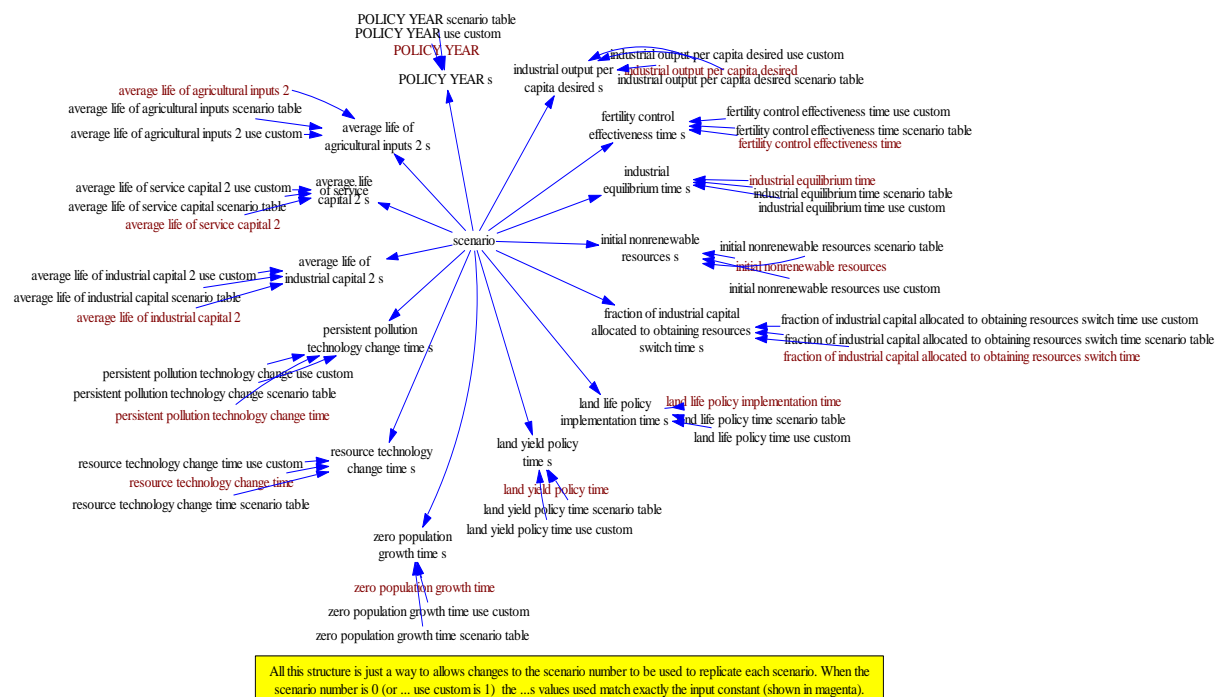 POLICY YEAR scenario table
POLICY YEAR use custom
POLICY YEAR
POLICY YEAR s
industrial output per capita desired use custom
industrial output per capita desired
industrial output per capita desired scenario table
industrial output per
capita desired s
average life of agricultural inputs 2
average life of agricultural inputs scenario table
average life of agricultural inputs 2 use custom
average life of
agricultural inputs 2 s
fertility control
effectiveness time s
fertility control effectiveness time use custom
fertility control effectiveness time scenario table
fertility control effectiveness time
average life of service capital 2 use custom
average life of service capital scenario table
average life of service capital 2
average life
of service
capital 2 s
industrial
equilibrium time s
industrial equilibrium time
industrial equilibrium time scenario table
industrial equilibrium time use custom
scenario
initial nonrenewable
resources s
initial nonrenewable resources scenario table
initial nonrenewable resources
initial nonrenewable resources use custom
average life of industrial capital 2 use custom
average life of industrial capital scenario table
average life of industrial capital 2
average life of
industrial capital 2 s
fraction of industrial capital
allocated to obtaining resources
switch time s
fraction of industrial capital allocated to obtaining resources switch time use custom
fraction of industrial capital allocated to obtaining resources switch time scenario table
fraction of industrial capital allocated to obtaining resources switch time
persistent pollution
technology change time s
persistent pollution technology change use custom
persistent pollution technology change scenario table
persistent pollution technology change time
land life policy
implementation time s
land life policy implementation time
land life policy time scenario table
land life policy time use custom
resource technology
change time s
resource technology change time use custom
resource technology change time
resource technology change time scenario table
land yield policy
time s
land yield policy time
land yield policy time scenario table
land yield policy time use custom
zero population
growth time s
zero population growth time
zero population growth time use custom
zero population growth time scenario table
All this structure is just a way to allows changes to the scenario number to be used to replicate each scenario. When the
scenario number is 0 (or ... use custom is 1) the ...s values used match exactly the input constant (shown in magenta).